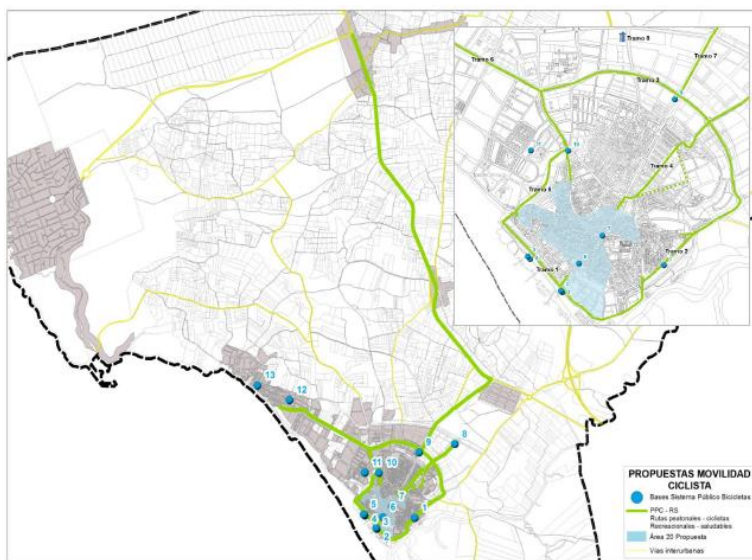 Tramo 8
Tramo 6
Tramo 7
Tramo 3
Tramo 4
Tramo 5
Tramo 2
Tramo 1
13
12
9
8
11
10
7
5
6
4
3
1
2
PROPUESTAS MOVILIDAD
CICLISTA
Bases Sistema Público Bicicletas
PPC - RS
Rutas peatonales - ciclistas
Recreacionales - saludables
Área 20 Propuesta
Vías interurbanas